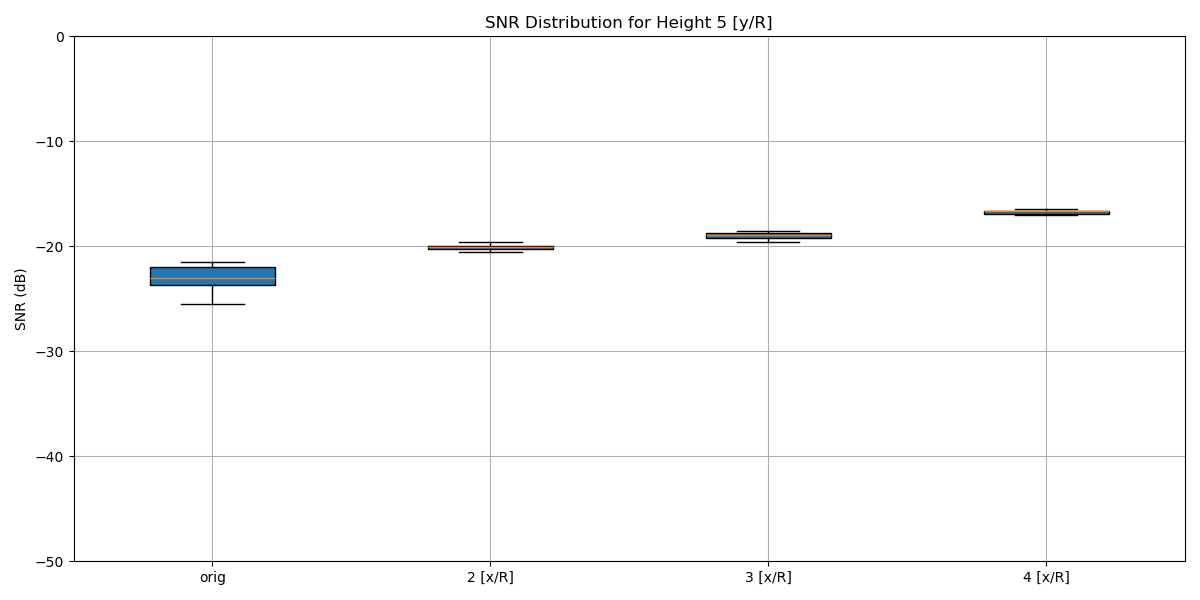 SNR Distribution for Height 5 [y/R]
0
−10
−20
−30
−40
−50
SNR (dB)
orig
2 [x/R]
3 [x/R]
4 [x/R]